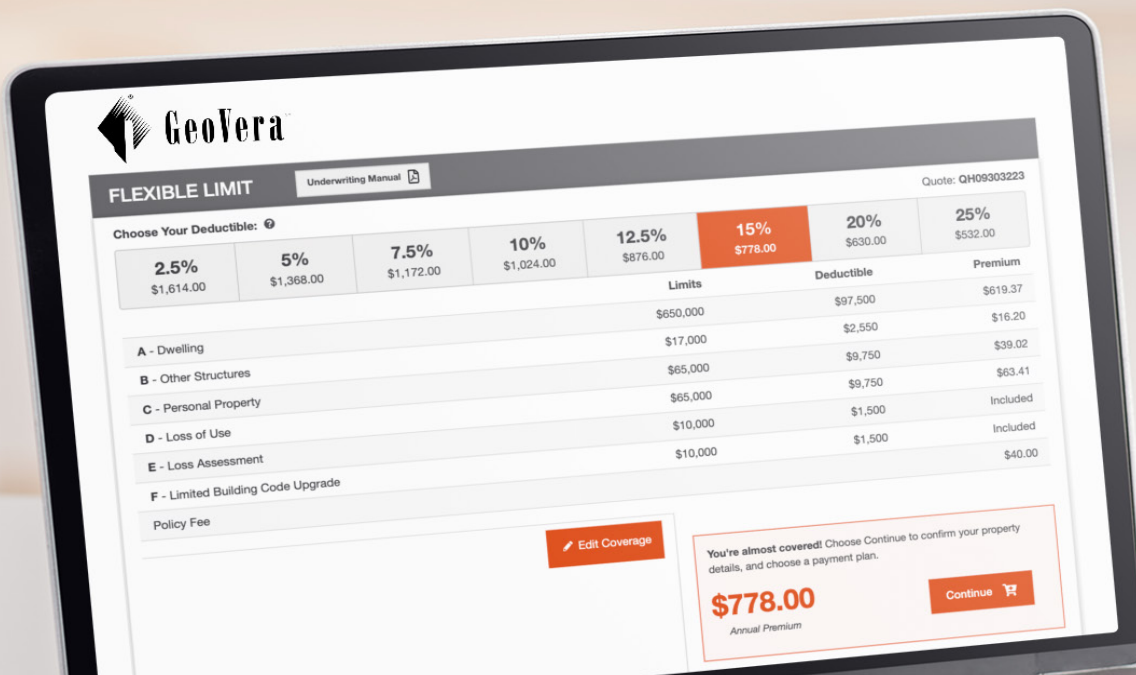 GeoVera
FLEXIBLE LIMIT
Underwriting Manual
Quote: QH09303223
Choose Your Deductible:
2.5% 5% 7.5% 10% 12.5% 15% 20% 25%
$1,614.00 $1,368.00 $1,172.00 $1,024.00 $876.00 $778.00 $630.00 $532.00
Limits Deductible Premium
A - Dwelling $650,000 $97,500 $619.37
B - Other Structures $17,000 $2,550 $16.20
C - Personal Property $65,000 $9,750 $39.02
D - Loss of Use $65,000 $9,750 $63.41
E - Loss Assessment $10,000 $1,500 Included
F - Limited Building Code Upgrade $10,000 $1,500 Included
Policy Fee $40.00
Edit Coverage
You're almost covered! Choose Continue to confirm your property
details, and choose a payment plan.
$778.00
Annual Premium
Continue